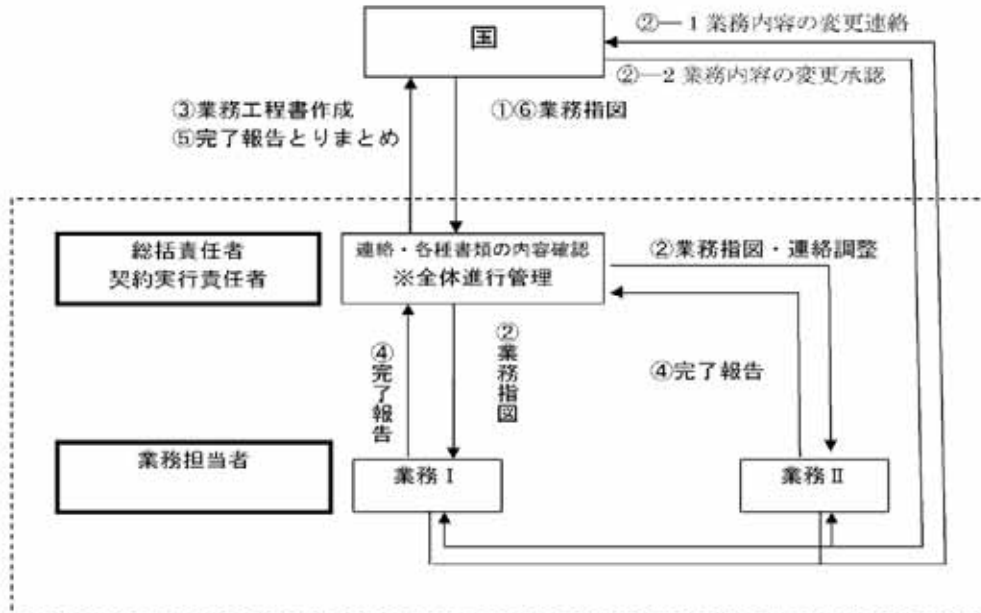 国
②―1 業務内容の変更連絡
②―2 業務内容の変更承認
③業務工程書作成
⑤完了報告とりまとめ
①⑥業務指図
総括責任者
契約実行責任者
連絡・各種書類の内容確認
※全体進行管理
②業務指図・連絡調整
④完了報告
②業務指図
④完了報告
業務担当者
業務Ⅰ
業務Ⅱ